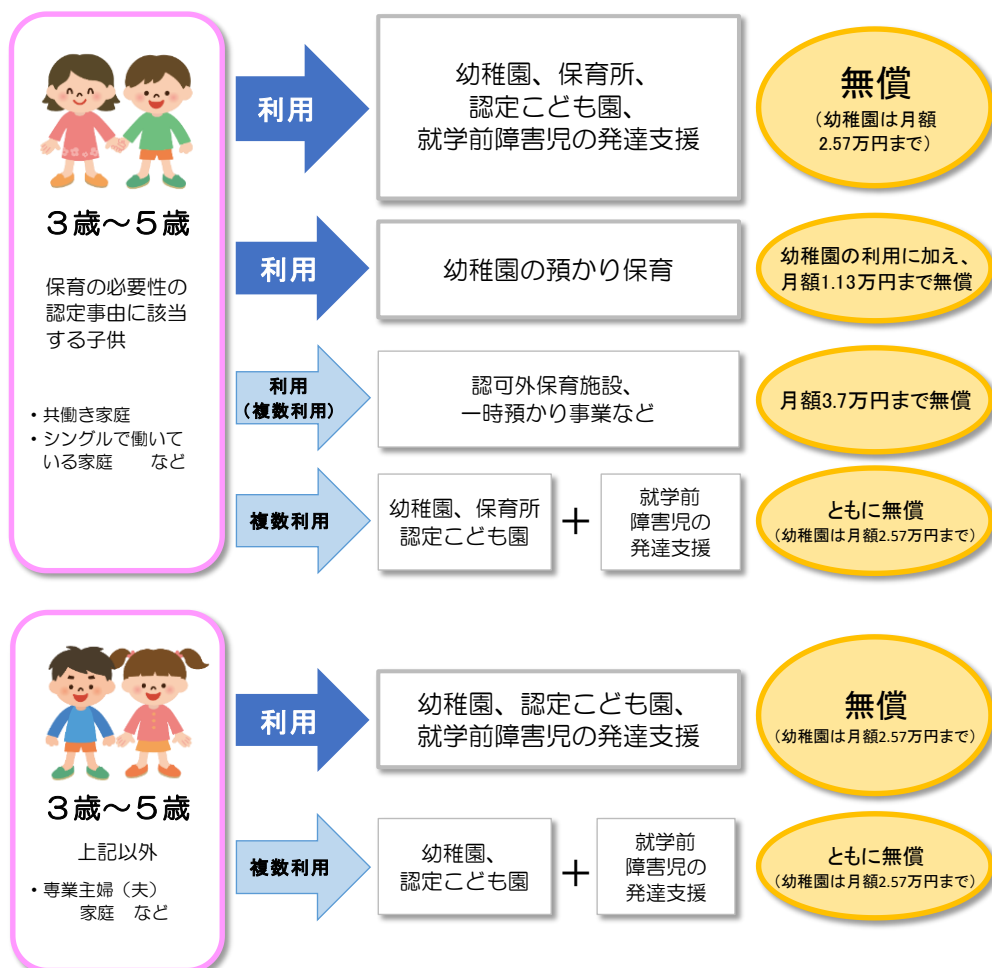 ３歳～５歳
保育の必要性の
認定事由に該当
する子供
・共働き家庭
・シングルで働いて
いる家庭　など
利用
幼稚園、保育所、
認定こども園、
就学前障害児の発達支援
無償
（幼稚園は月額
2.57万円まで）
利用
幼稚園の預かり保育
幼稚園の利用に加え、
月額1.13万円まで無償
利用
（複数利用）
認可外保育施設、
一時預かり事業など
月額3.7万円まで無償
複数利用
幼稚園、保育所
認定こども園
＋
就学前
障害児の
発達支援
ともに無償
（幼稚園は月額2.57万円まで）
３歳～５歳
上記以外
・専業主婦（夫）
家庭　など
利用
幼稚園、認定こども園、
就学前障害児の発達支援
無償
（幼稚園は月額2.57万円まで）
複数利用
幼稚園、
認定こども園
＋
就学前
障害児の
発達支援
ともに無償
（幼稚園は月額2.57万円まで）